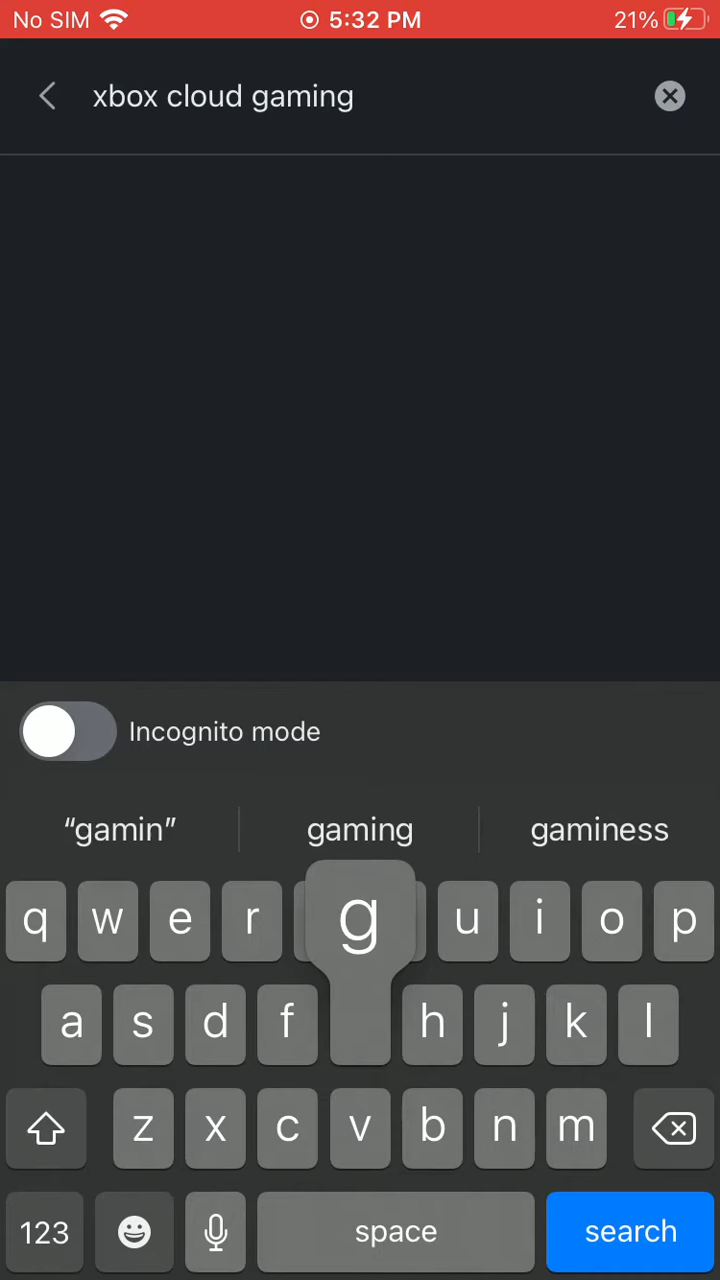 No SIM 5:32 PM 21%
xbox cloud gaming
Incognito mode
“gamin” gaming gaminess
q w e r g u i o p
a s d f h j k l
z x c v b n m
123 space search